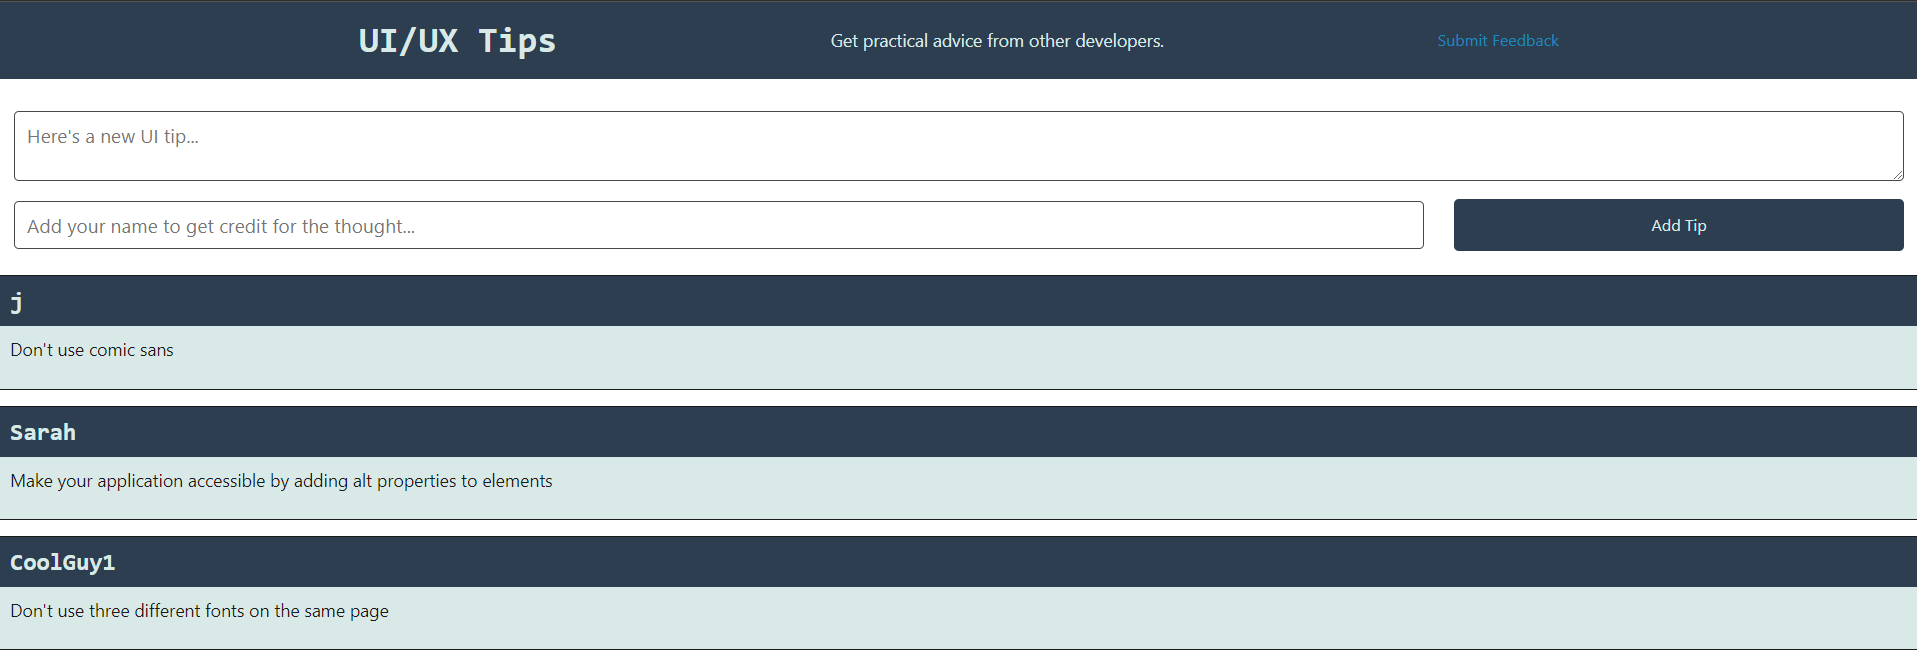 UI/UX Tips
Get practical advice from other developers.
Submit Feedback
Here's a new UI tip...
Add your name to get credit for the thought...
Add Tip
j
Don't use comic sans
Sarah
Make your application accessible by adding alt properties to elements
CoolGuy1
Don't use three different fonts on the same page